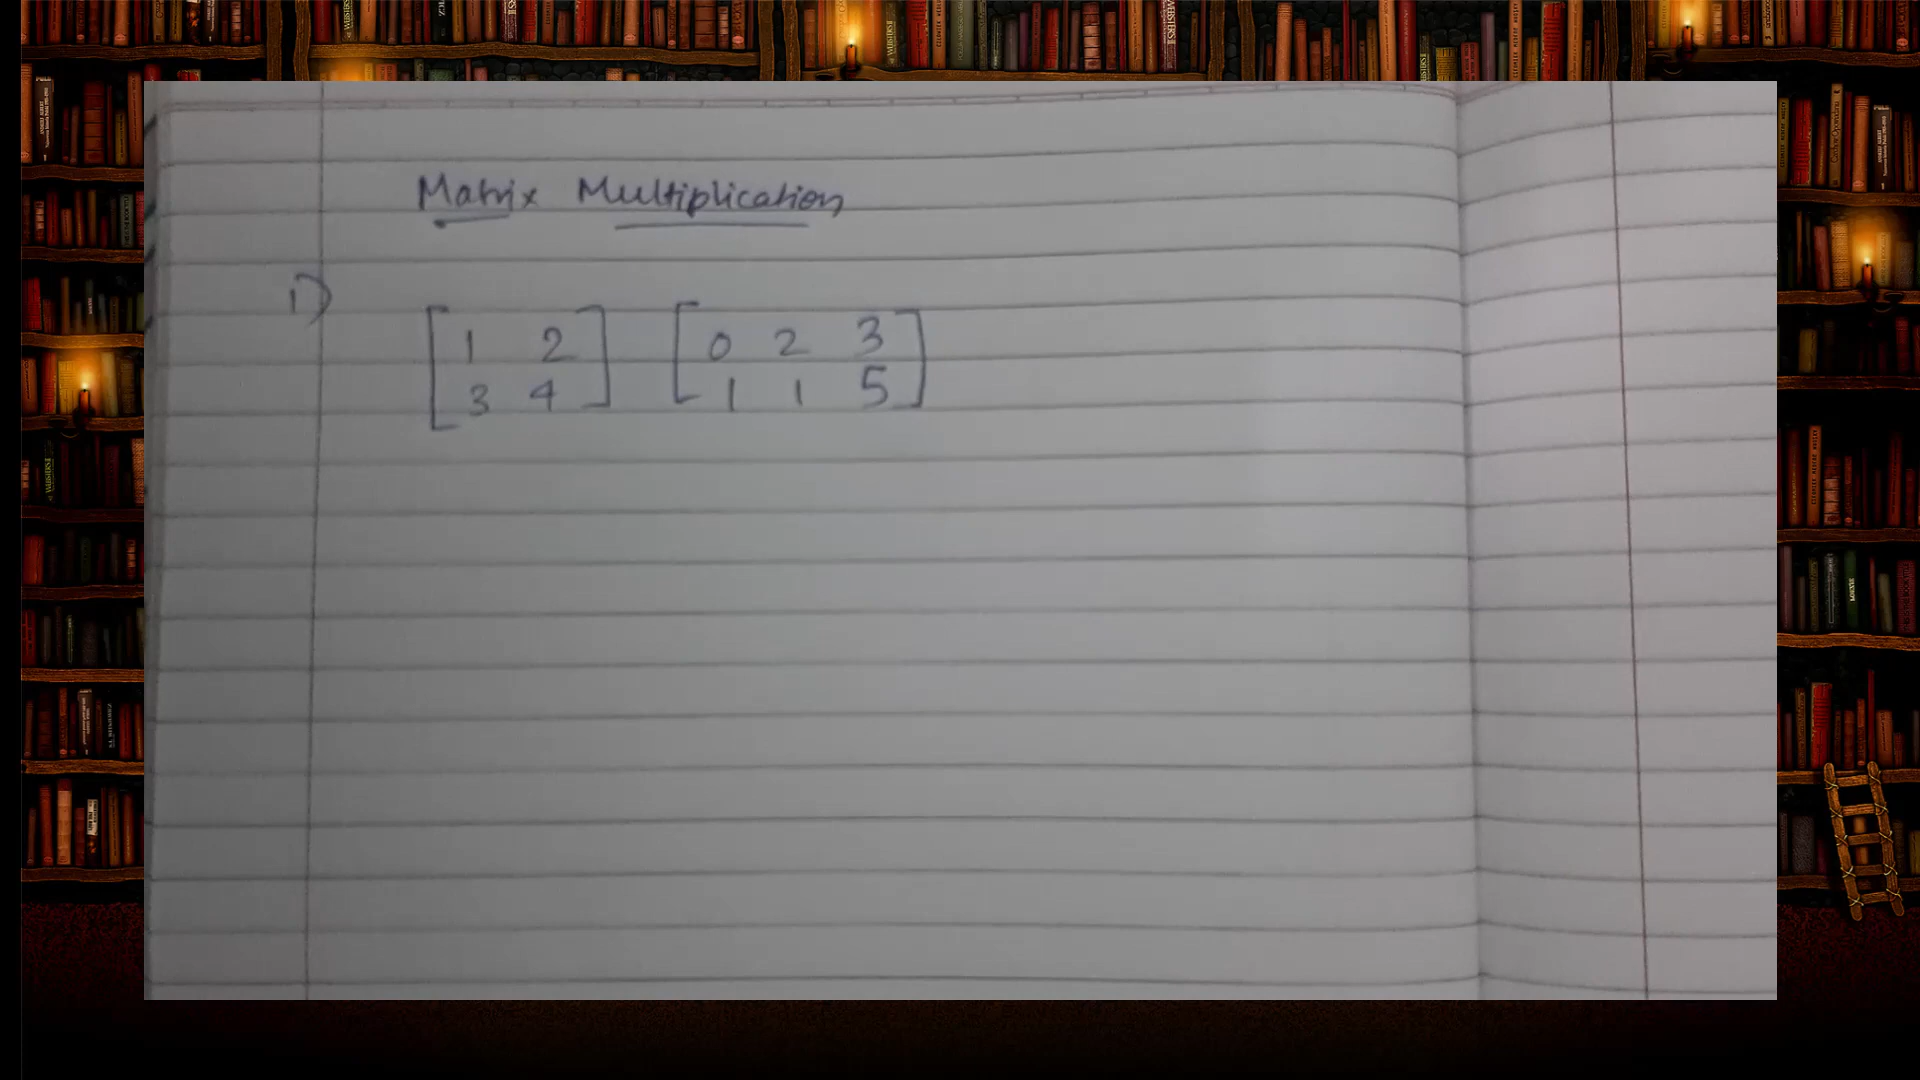 Matrix Multiplication
1)
[ 1 2 ] [ 0 2 3 ]
[ 3 4 ] [ 1 1 5 ]